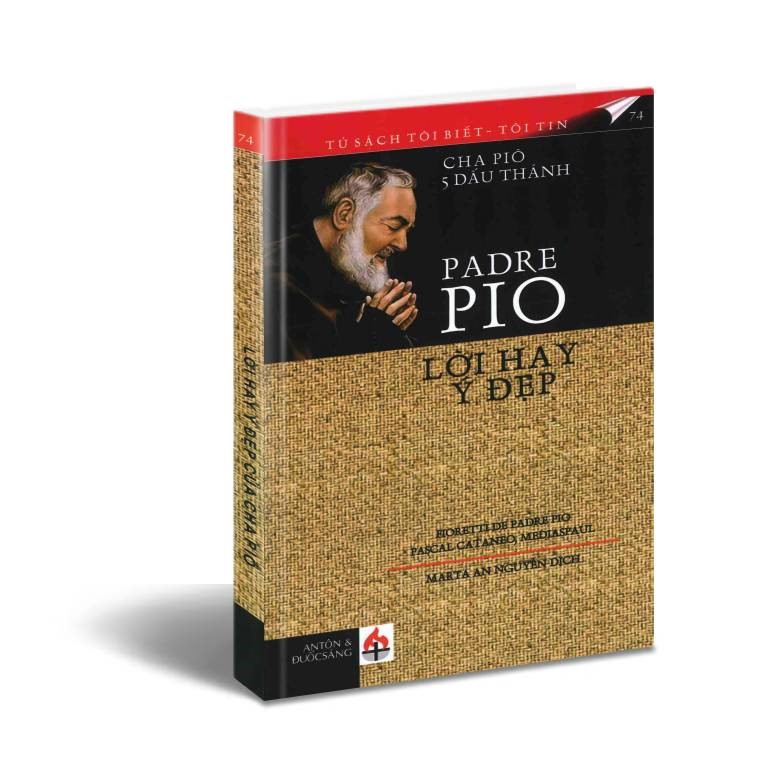 74
TỦ SÁCH TÔI BIẾT - TÔI TIN
74
CHA PIÔ
5 DẤU THÁNH
PADRE
PIO
LỜI HAY
Ý ĐẸP
FIORETTI DE PADRE PIO
PASCAL CATANEO, MEDIASPAUL
MARTA AN NGUYỄN DỊCH
LỜI HAY Ý ĐẸP CỦA CHA PIÔ
ANTÔN &
ĐUỐCSÁNG